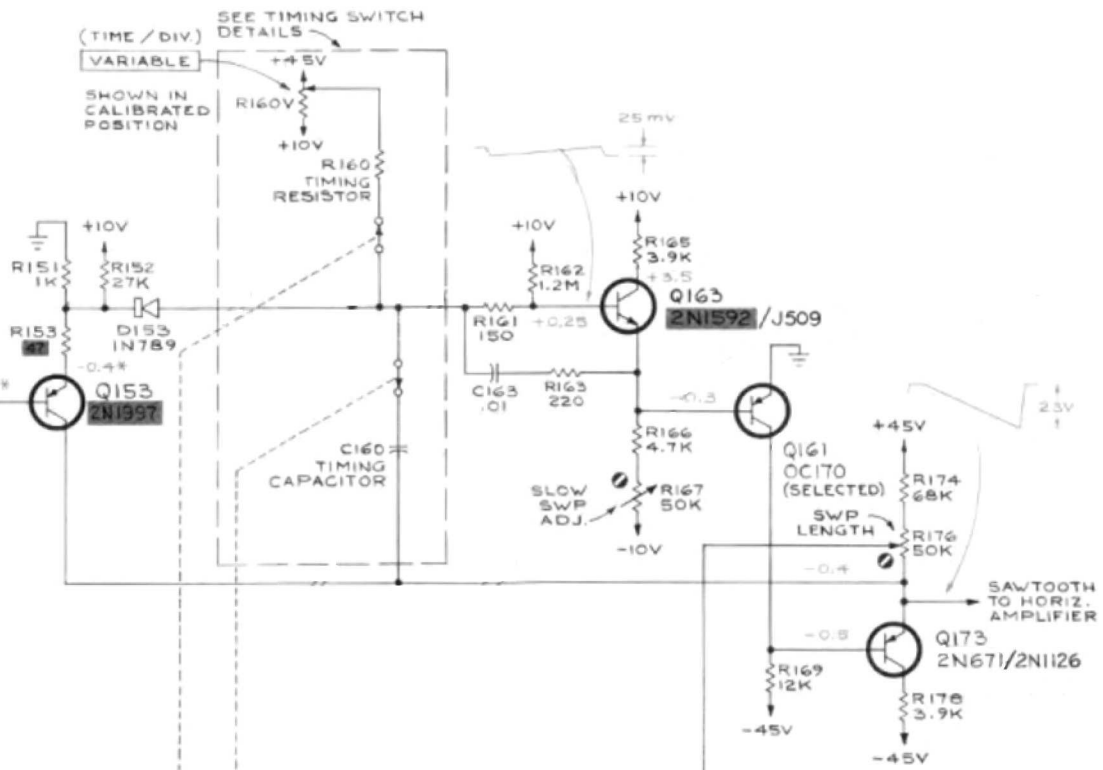 SEE TIMING SWITCH
DETAILS
(TIME / DIV.)
VARIABLE
SHOWN IN
CALIBRATED
POSITION
+45V
R160V
+10V
R160
TIMING
RESISTOR
25 mV
+10V
R151
1K
R152
27K
D153
1N789
R153
47
-0.4*
*
Q153
2N1997
C160
TIMING
CAPACITOR
+10V
R162
1.2M
R161
150
+0.25
+10V
R165
3.9K
+3.5
Q163
2N1592 / J509
C163
.01
R163
220
-0.3
R166
4.7K
SLOW
SWP
ADJ.
R167
50K
-10V
Q161
OC170
(SELECTED)
23V
+45V
R174
68K
SWP
LENGTH
R176
50K
-0.4
SAWTOOTH
TO HORIZ.
AMPLIFIER
-0.5
Q173
2N671/2N1126
R169
12K
-45V
R178
3.9K
-45V